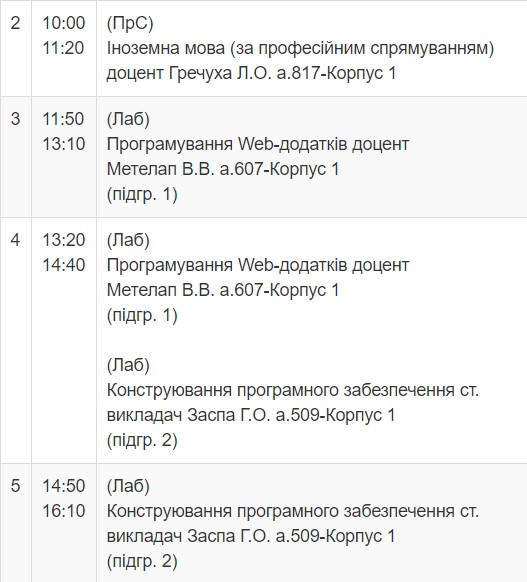 2 10:00 (ПрС)
11:20 Іноземна мова (за професійним спрямуванням)
доцент Гречуха Л.О. а.817-Корпус 1
3 11:50 (Лаб)
13:10 Програмування Web-додатків доцент
Метелап В.В. а.607-Корпус 1
(підгр. 1)
4 13:20 (Лаб)
14:40 Програмування Web-додатків доцент
Метелап В.В. а.607-Корпус 1
(підгр. 1)
(Лаб)
Конструювання програмного забезпечення ст.
викладач Заспа Г.О. а.509-Корпус 1
(підгр. 2)
5 14:50 (Лаб)
16:10 Конструювання програмного забезпечення ст.
викладач Заспа Г.О. а.509-Корпус 1
(підгр. 2)